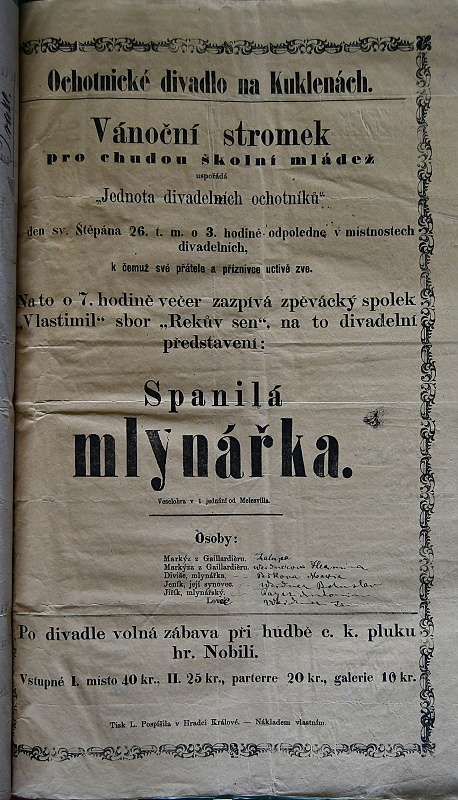 Ochotnické divadlo na Kuklenách.
Vánoční stromek
pro chudou školní mládež
uspořádá
„Jednota divadelních ochotníků“
den sv. Štěpána 26. t. m. o 3. hodině odpoledne v místnostech
divadelních,
k čemuž své přátele a příznivce uctivě zve.
Na to o 7. hodině večer zazpívá zpěvácký spolek
„Vlastimil“ sbor „Rekův sen“, na to divadelní
představení:
Spanilá
mlynářka.
Veselohra v 1 jednání od Melesvilla.
Osoby:
Markýz z Gaillardièru.
Markýza z Gaillardièru.
Diviše, mlynářka
Jeník, její synovec.
Jiřík, mlynářský.
Po divadle volná zábava při hudbě c. k. pluku
hr. Nobili.
Vstupné I. místo 40 kr., II. 25 kr., parterre 20 kr., galerie 10 kr.
Tisk L. Pospíšila v Hradci Králové. — Nákladem vlastním.